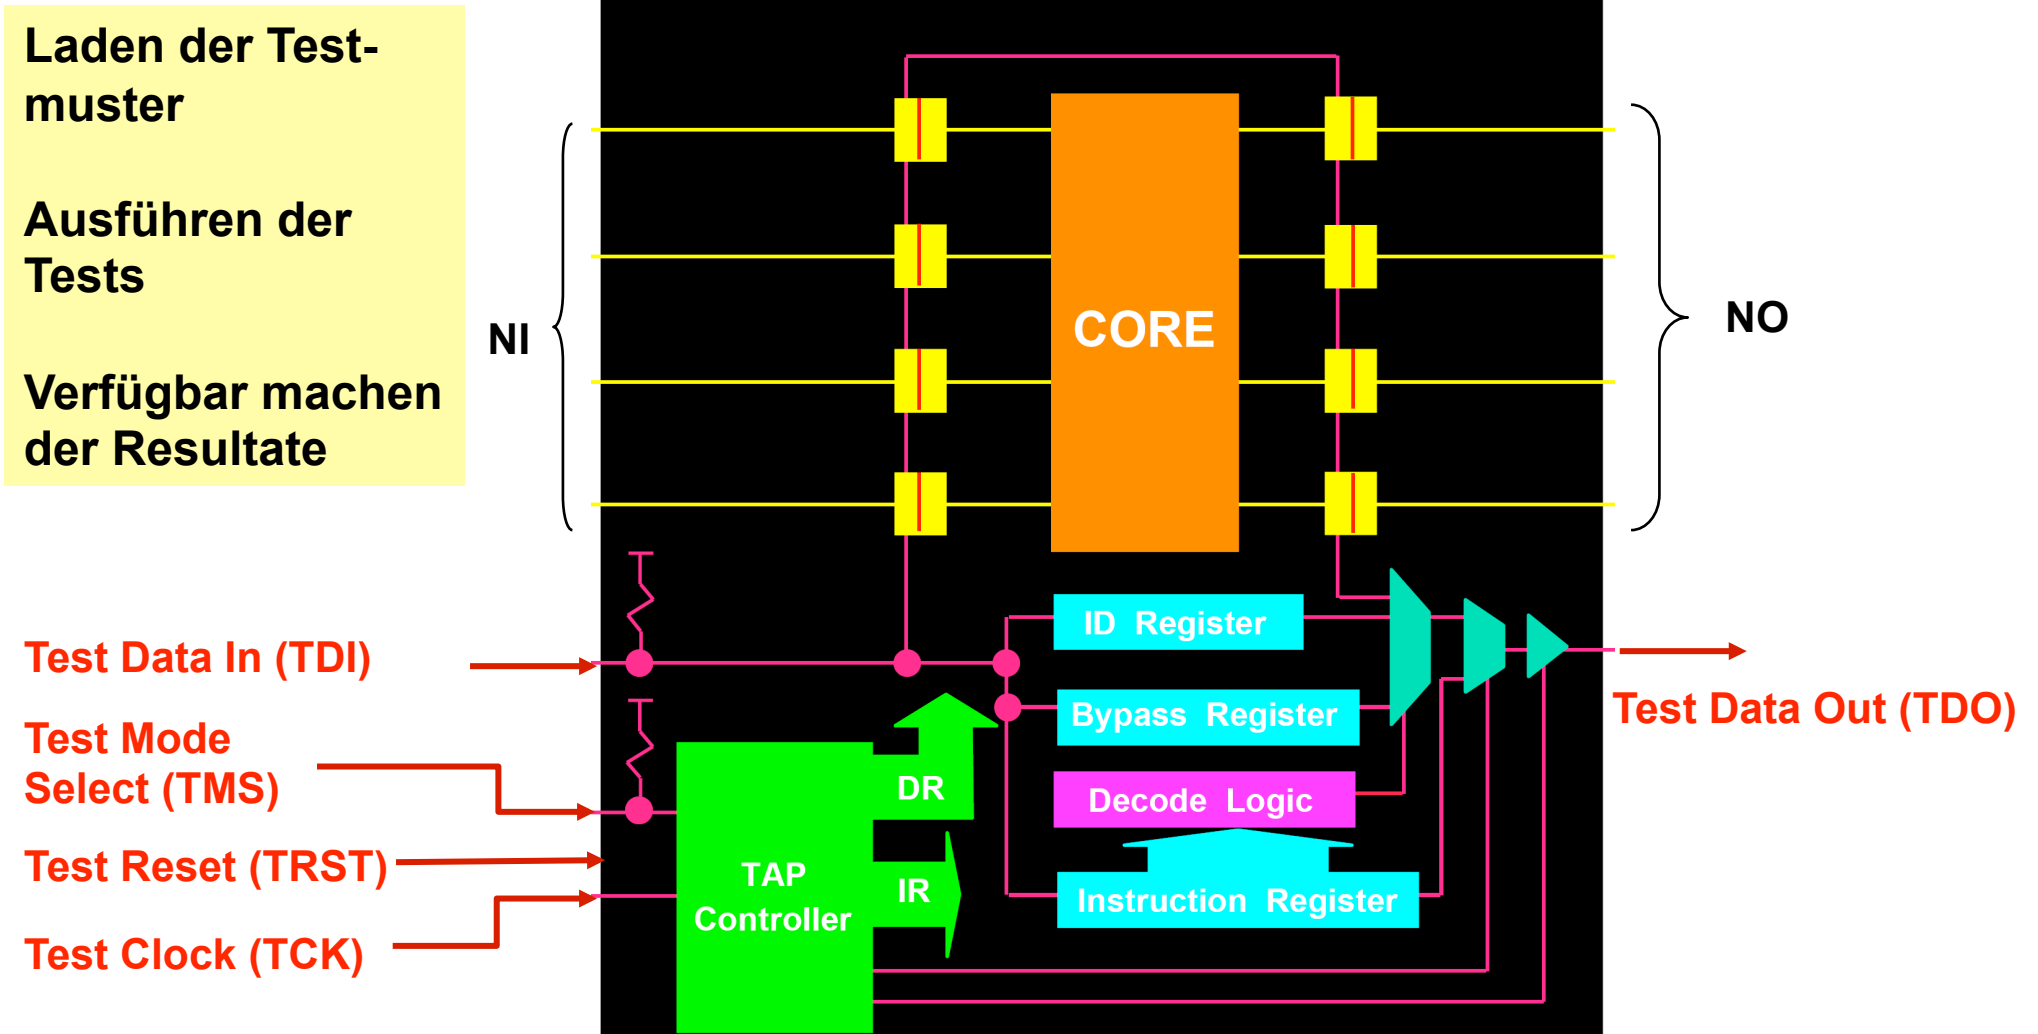 Laden der Test-
muster
Ausführen der
Tests
Verfügbar machen
der Resultate
NI
CORE
NO
Test Data In (TDI)
Test Mode
Select (TMS)
Test Reset (TRST)
Test Clock (TCK)
TAP
Controller
DR
IR
ID Register
Bypass Register
Decode Logic
Instruction Register
Test Data Out (TDO)